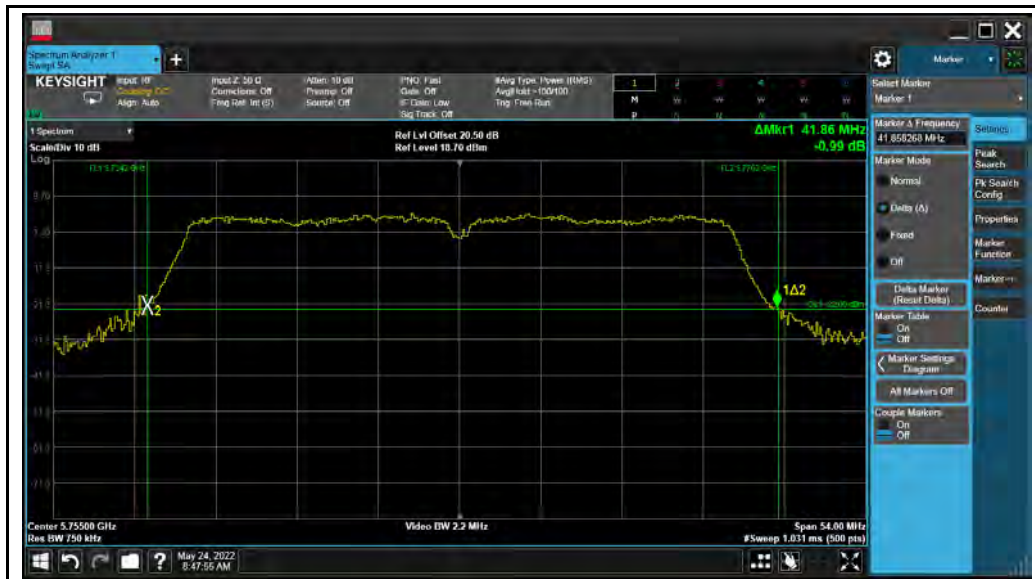 Spectrum Analyzer 1
Swept SA
+
Marker
KEYSIGHT
Input: RF
Coupling: DC
Align: Auto
Input Z: 50 Ω
Corrections: Off
Freq Ref: Int (S)
Atten: 10 dB
Preamp: Off
Source: Off
PNO: Fast
Gate: Off
IF Gain: Low
Sig Track: Off
#Avg Type: Power (RMS)
Avg|Hold: >100/100
Trig: Free Run
1
M
P
Select Marker
Marker 1
1 Spectrum
Scale/Div 10 dB
Log
Ref Lvl Offset 20.50 dB
Ref Level 18.70 dBm
ΔMkr1 41.86 MHz
-0.99 dB
8.70
X2
1Δ2
Center 5.75500 GHz
Res BW 750 kHz
Video BW 2.2 MHz
Span 54.00 MHz
#Sweep 1.031 ms (500 pts)
Marker Δ Frequency
41.858268 MHz
Marker Mode
Normal
Delta (Δ)
Fixed
Off
Delta Marker
(Reset Delta)
Marker Table
On
Off
Marker Settings
Diagram
All Markers Off
Couple Markers
On
Off
Settings
Peak
Search
Pk Search
Config
Properties
Marker
Function
Marker→
Counter
?
May 24, 2022
8:47:55 AM